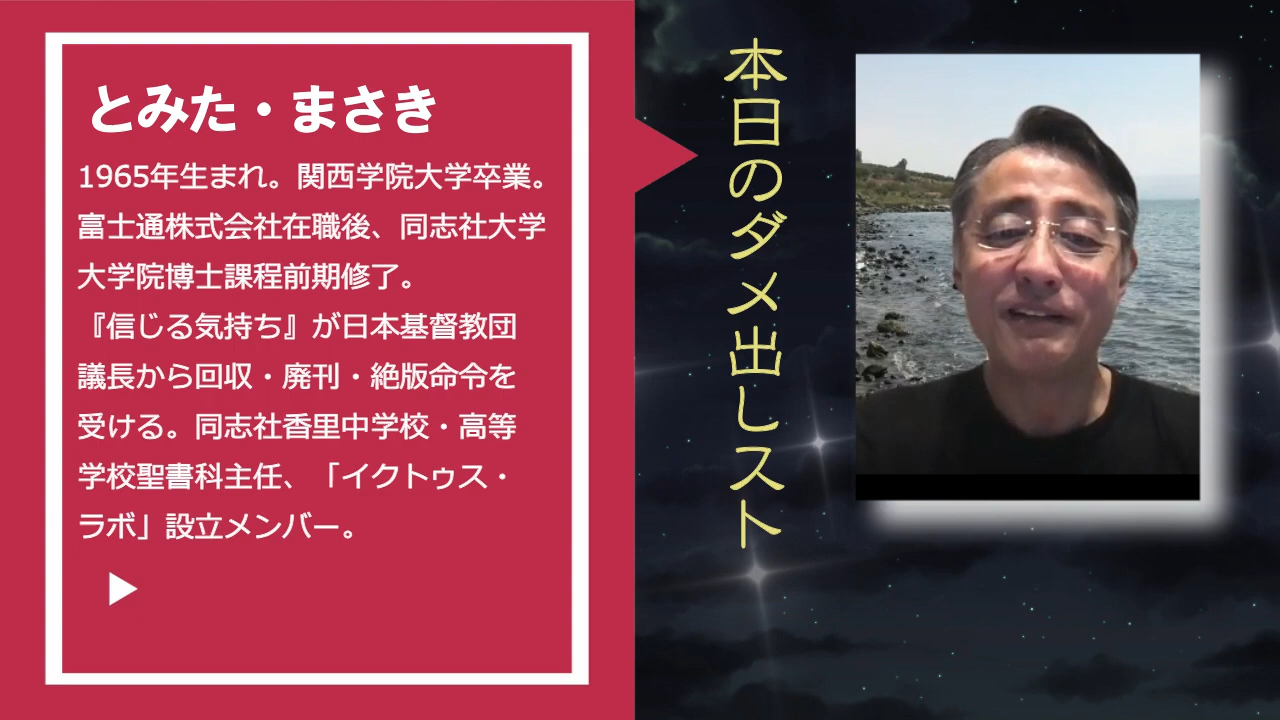 とみた・まさき
1965年生まれ。関西学院大学卒業。
富士通株式会社在職後、同志社大学
大学院博士課程前期修了。
『信じる気持ち』が日本基督教団
議長から回収・廃刊・絶版命令を
受ける。同志社香里中学校・高等
学校聖書科主任、「イクトゥス・
ラボ」設立メンバー。
本日のダメ出しスト